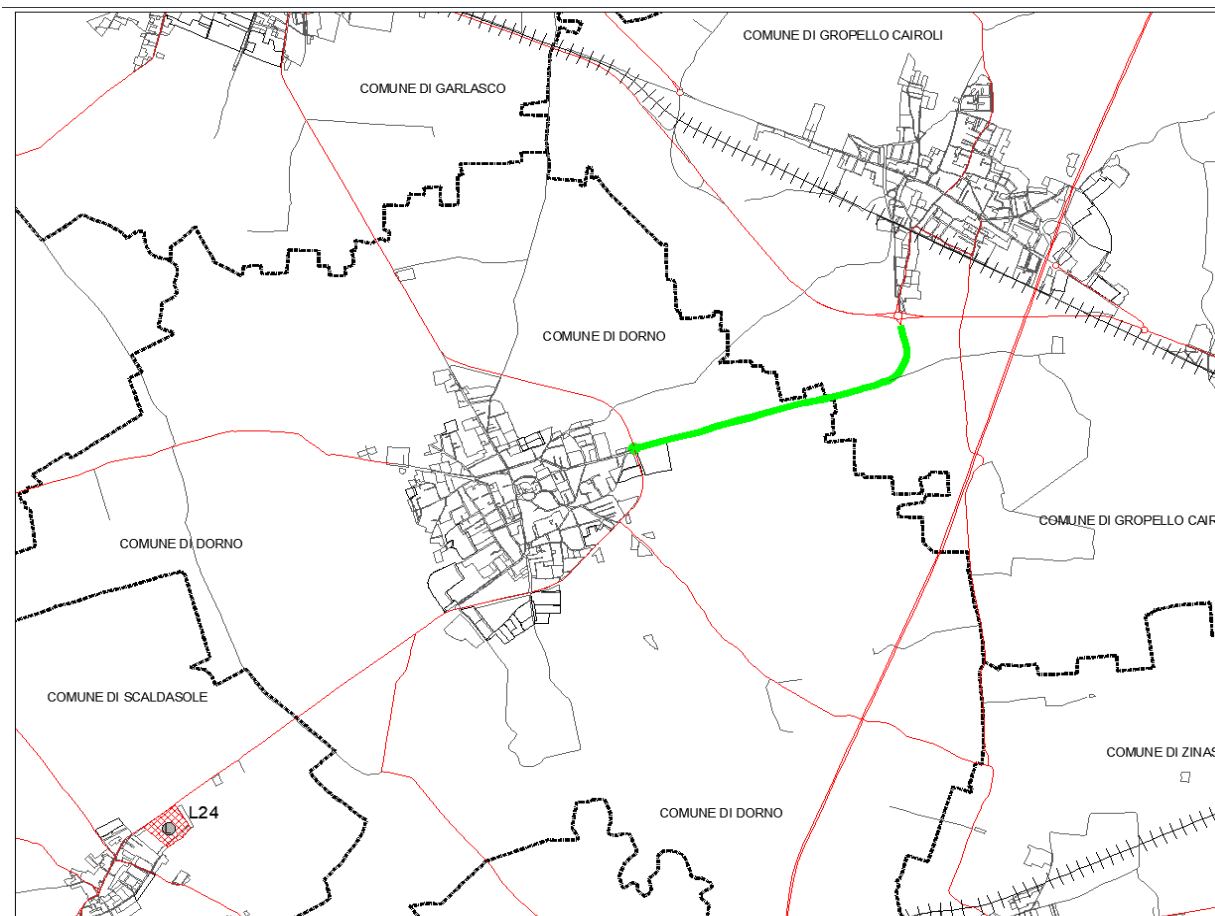 COMUNE DI GROPELLO CAIROLI
COMUNE DI GARLASCO
COMUNE DI DORNO
COMUNE DI GROPELLO CAIR
COMUNE DI DORNO
COMUNE DI SCALDASOLE
COMUNE DI ZINAS
L24
COMUNE DI DORNO